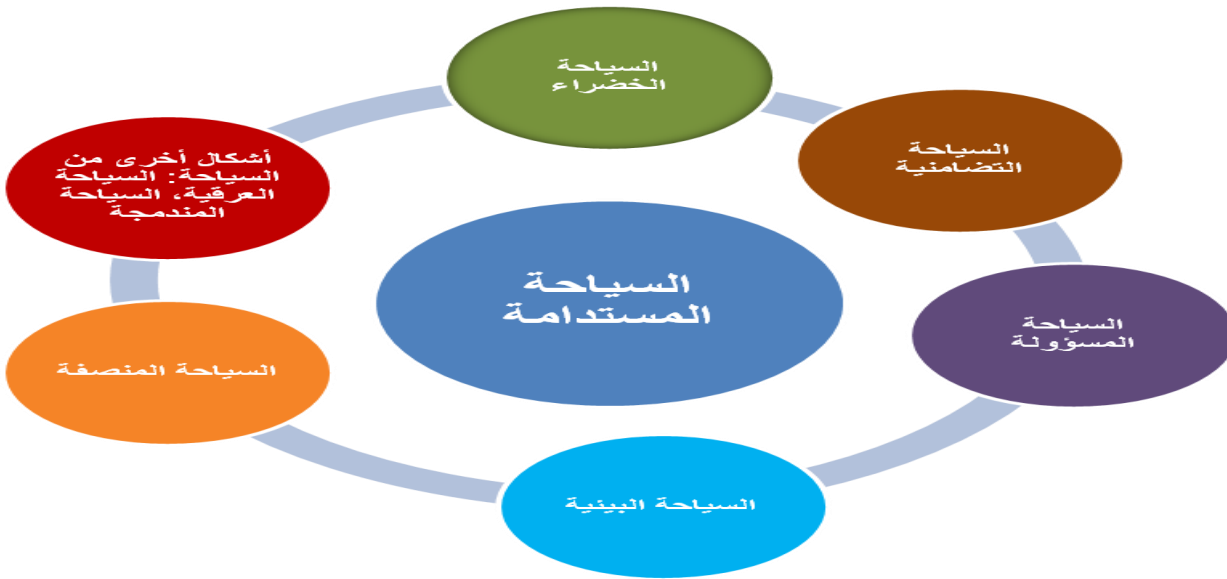 السياحة
الخضراء
السياحة
التضامنية
أشكال أخرى من
السياحة: السياحة
العرقية، السياحة
المندمجة
السياحة
المستدامة
السياحة
المسؤولة
السياحة المنصفة
السياحة البيئية